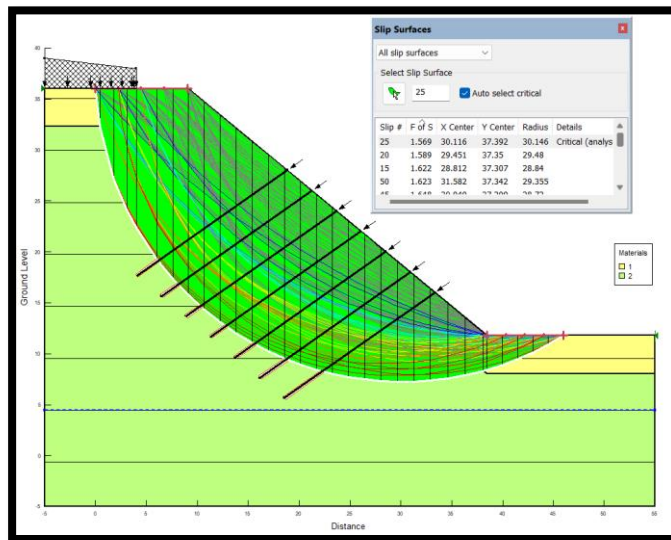 Slip Surfaces
All slip surfaces
Select Slip Surface
25
Auto select critical
Slip # F of S X Center Y Center Radius Details
25 1.569 30.116 37.392 30.146 Critical (analys
20 1.589 29.451 37.35 29.48
15 1.622 28.812 37.307 28.84
50 1.623 31.582 37.342 29.355
Materials
1
2
Ground Level
40
35
30
25
20
15
10
5
0
-5
-5 0 5 10 15 20 25 30 35 40 45 50 55
Distance